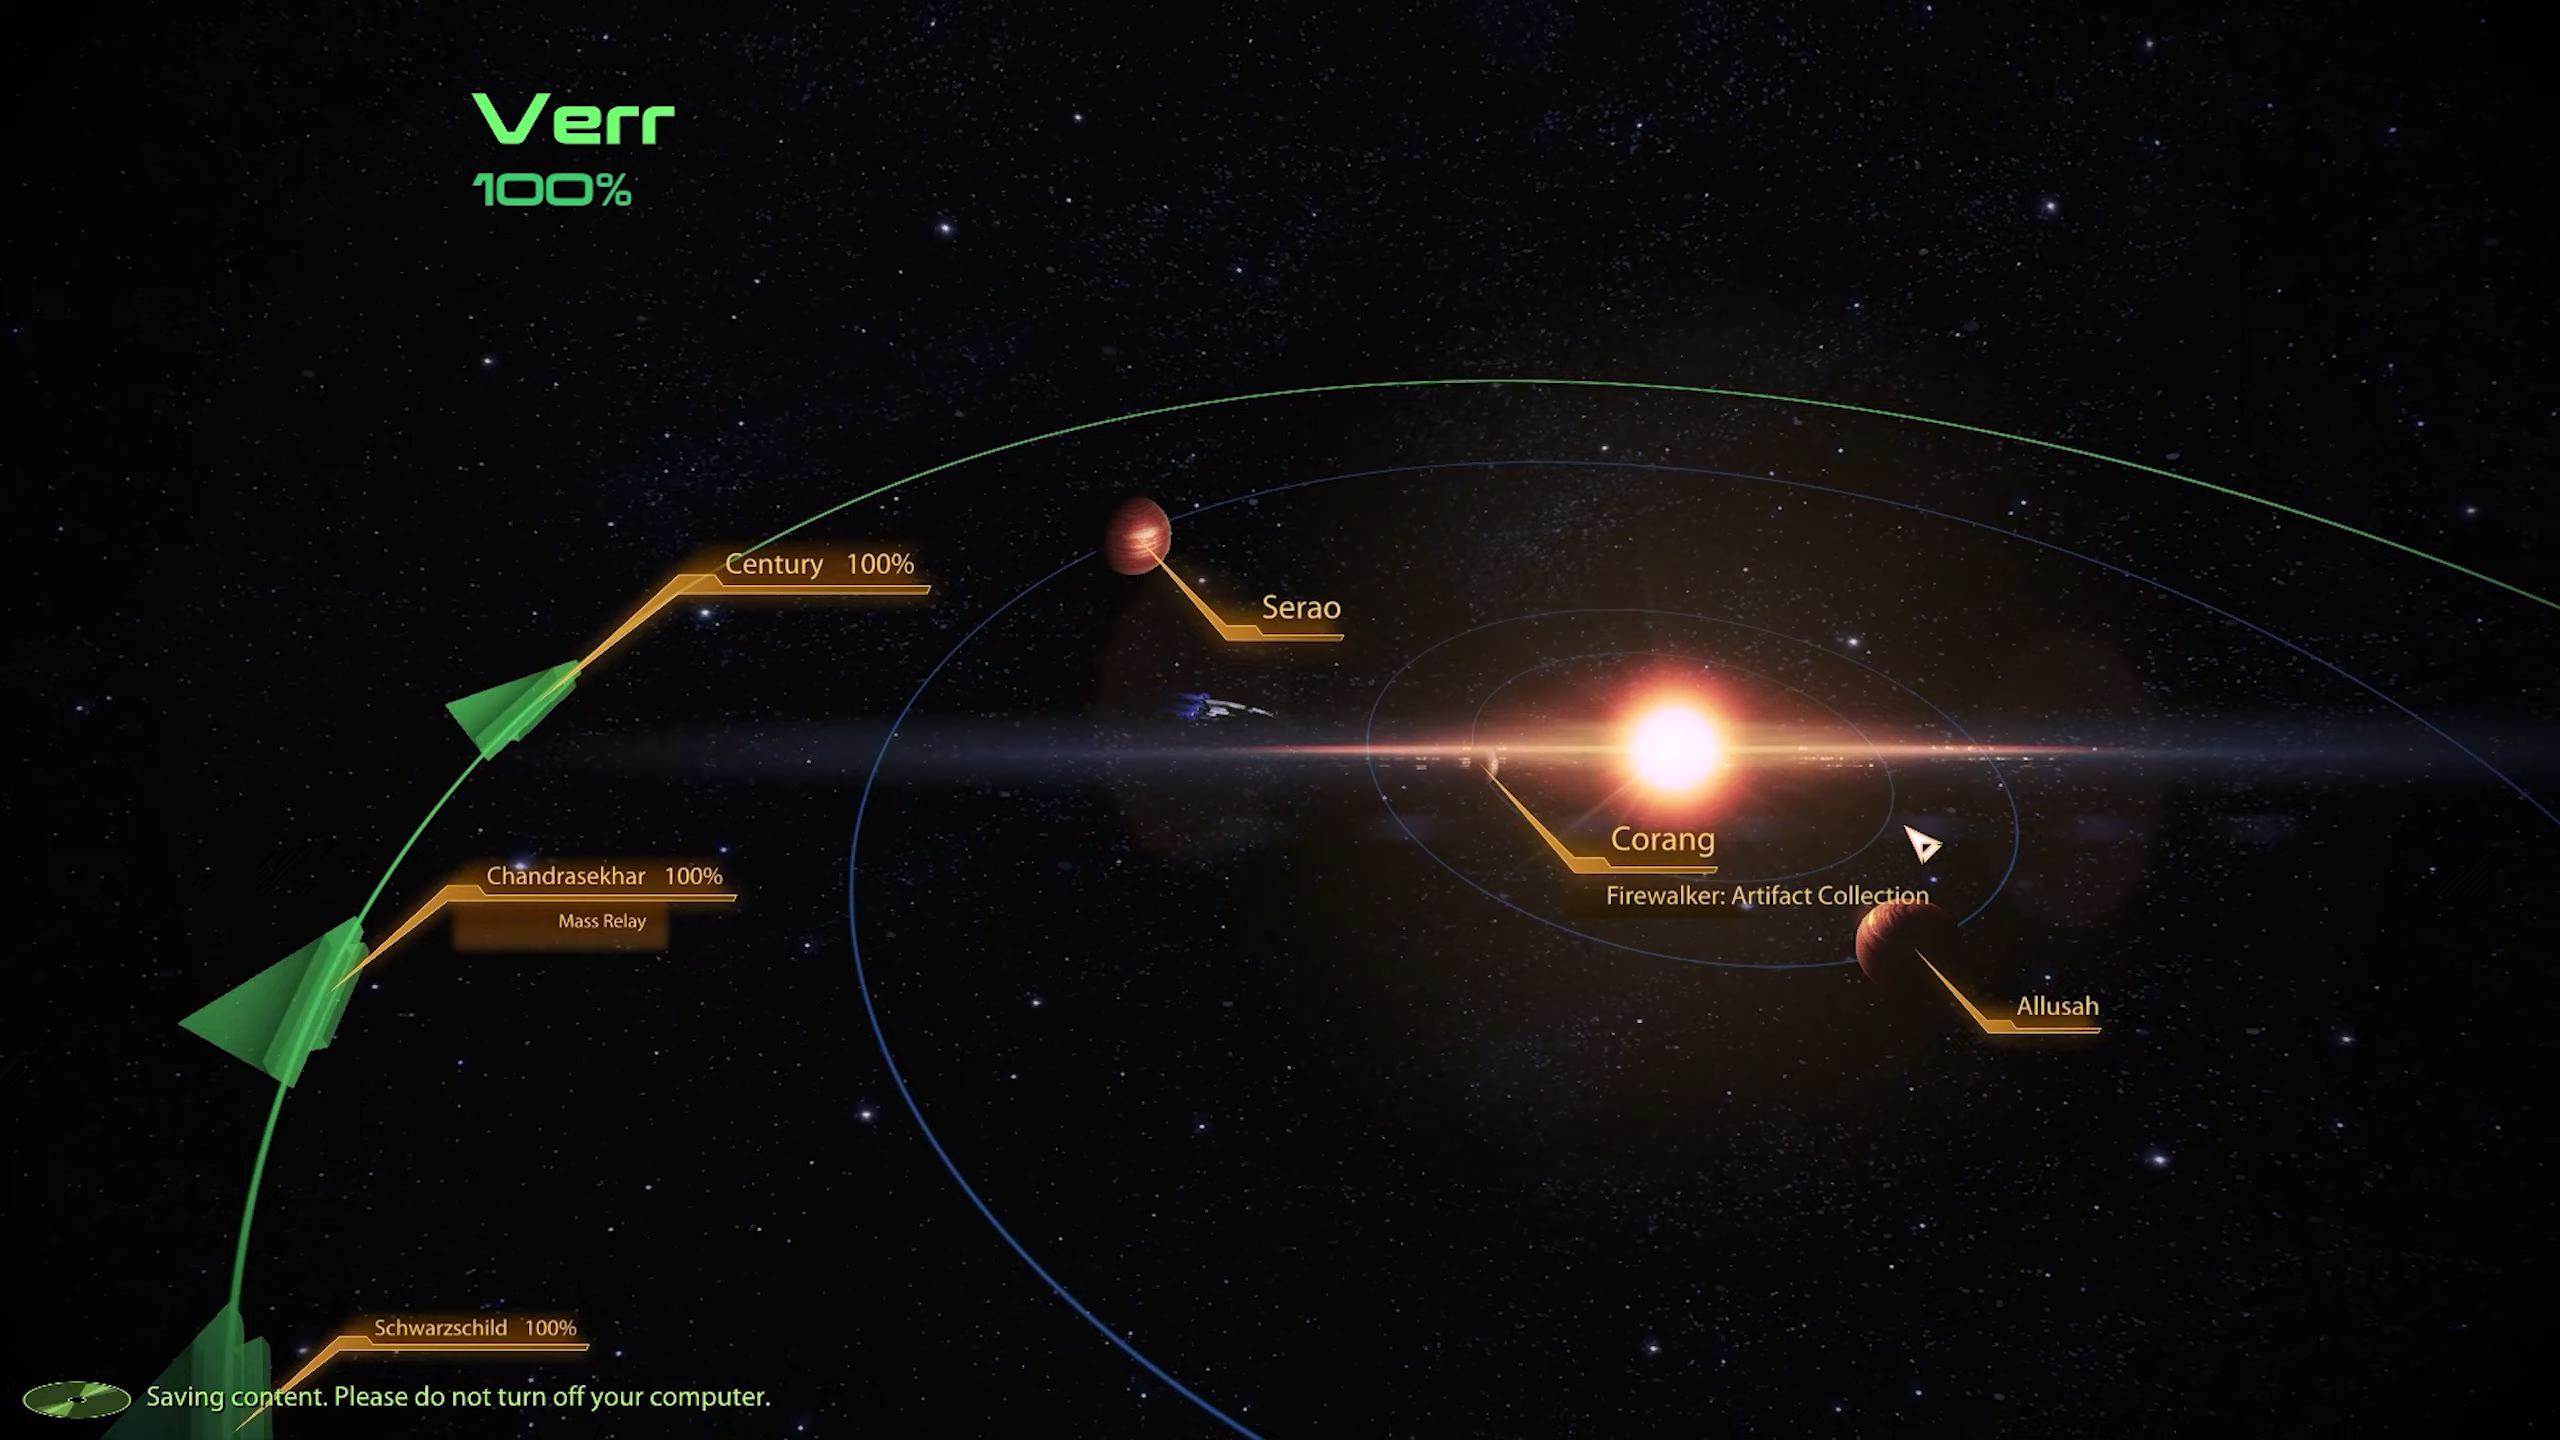 Verr
100%
Century 100%
Serao
Corang
Firewalker: Artifact Collection
Chandrasekhar 100%
Mass Relay
Allusah
Schwarzschild 100%
Saving content. Please do not turn off your computer.